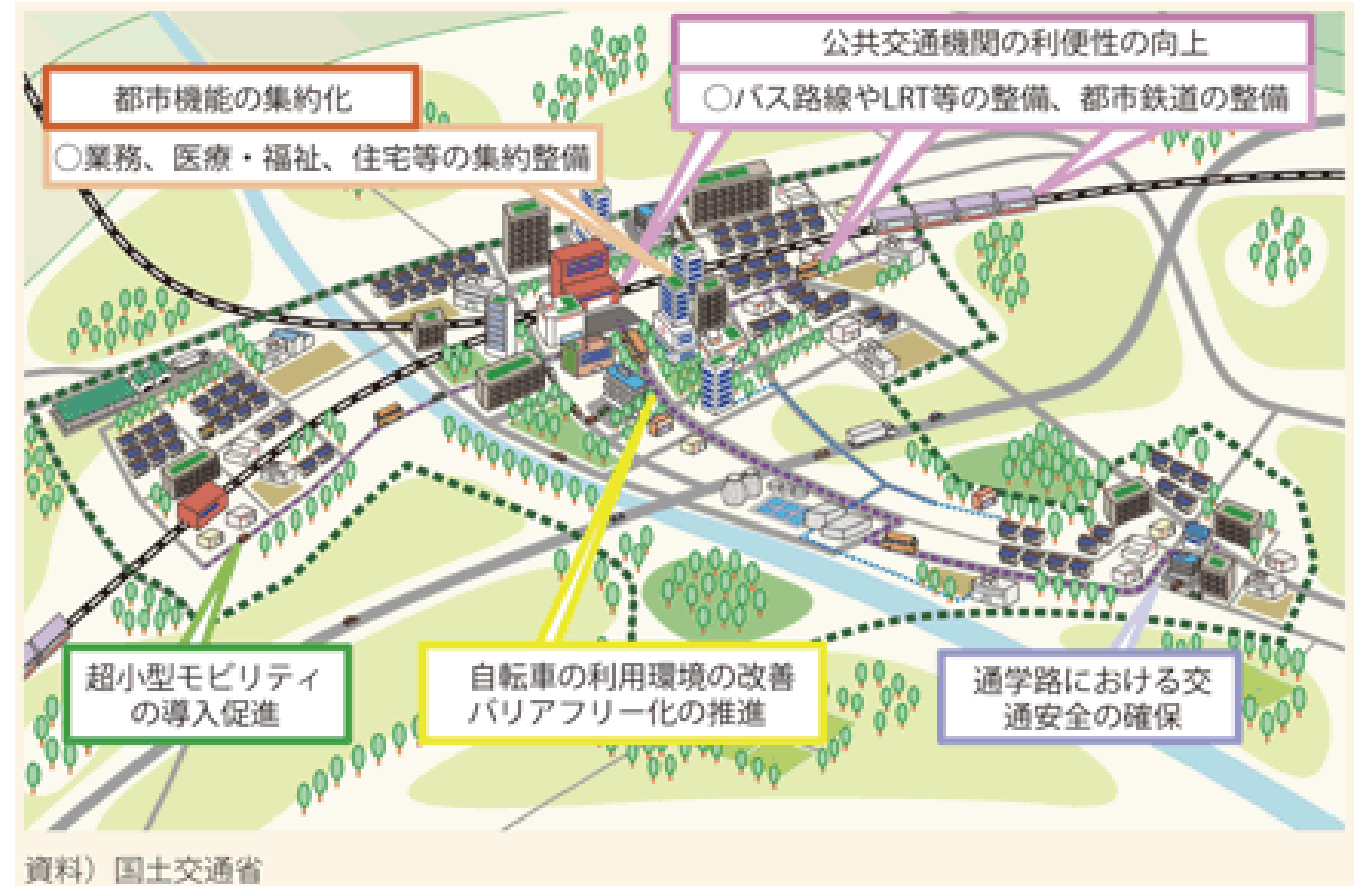 公共交通機関の利便性の向上
○バス路線やLRT等の整備、都市鉄道の整備
都市機能の集約化
○業務、医療・福祉、住宅等の集約整備
超小型モビリティ
の導入促進
自転車の利用環境の改善
バリアフリー化の推進
通学路における交
通安全の確保
資料）国土交通省